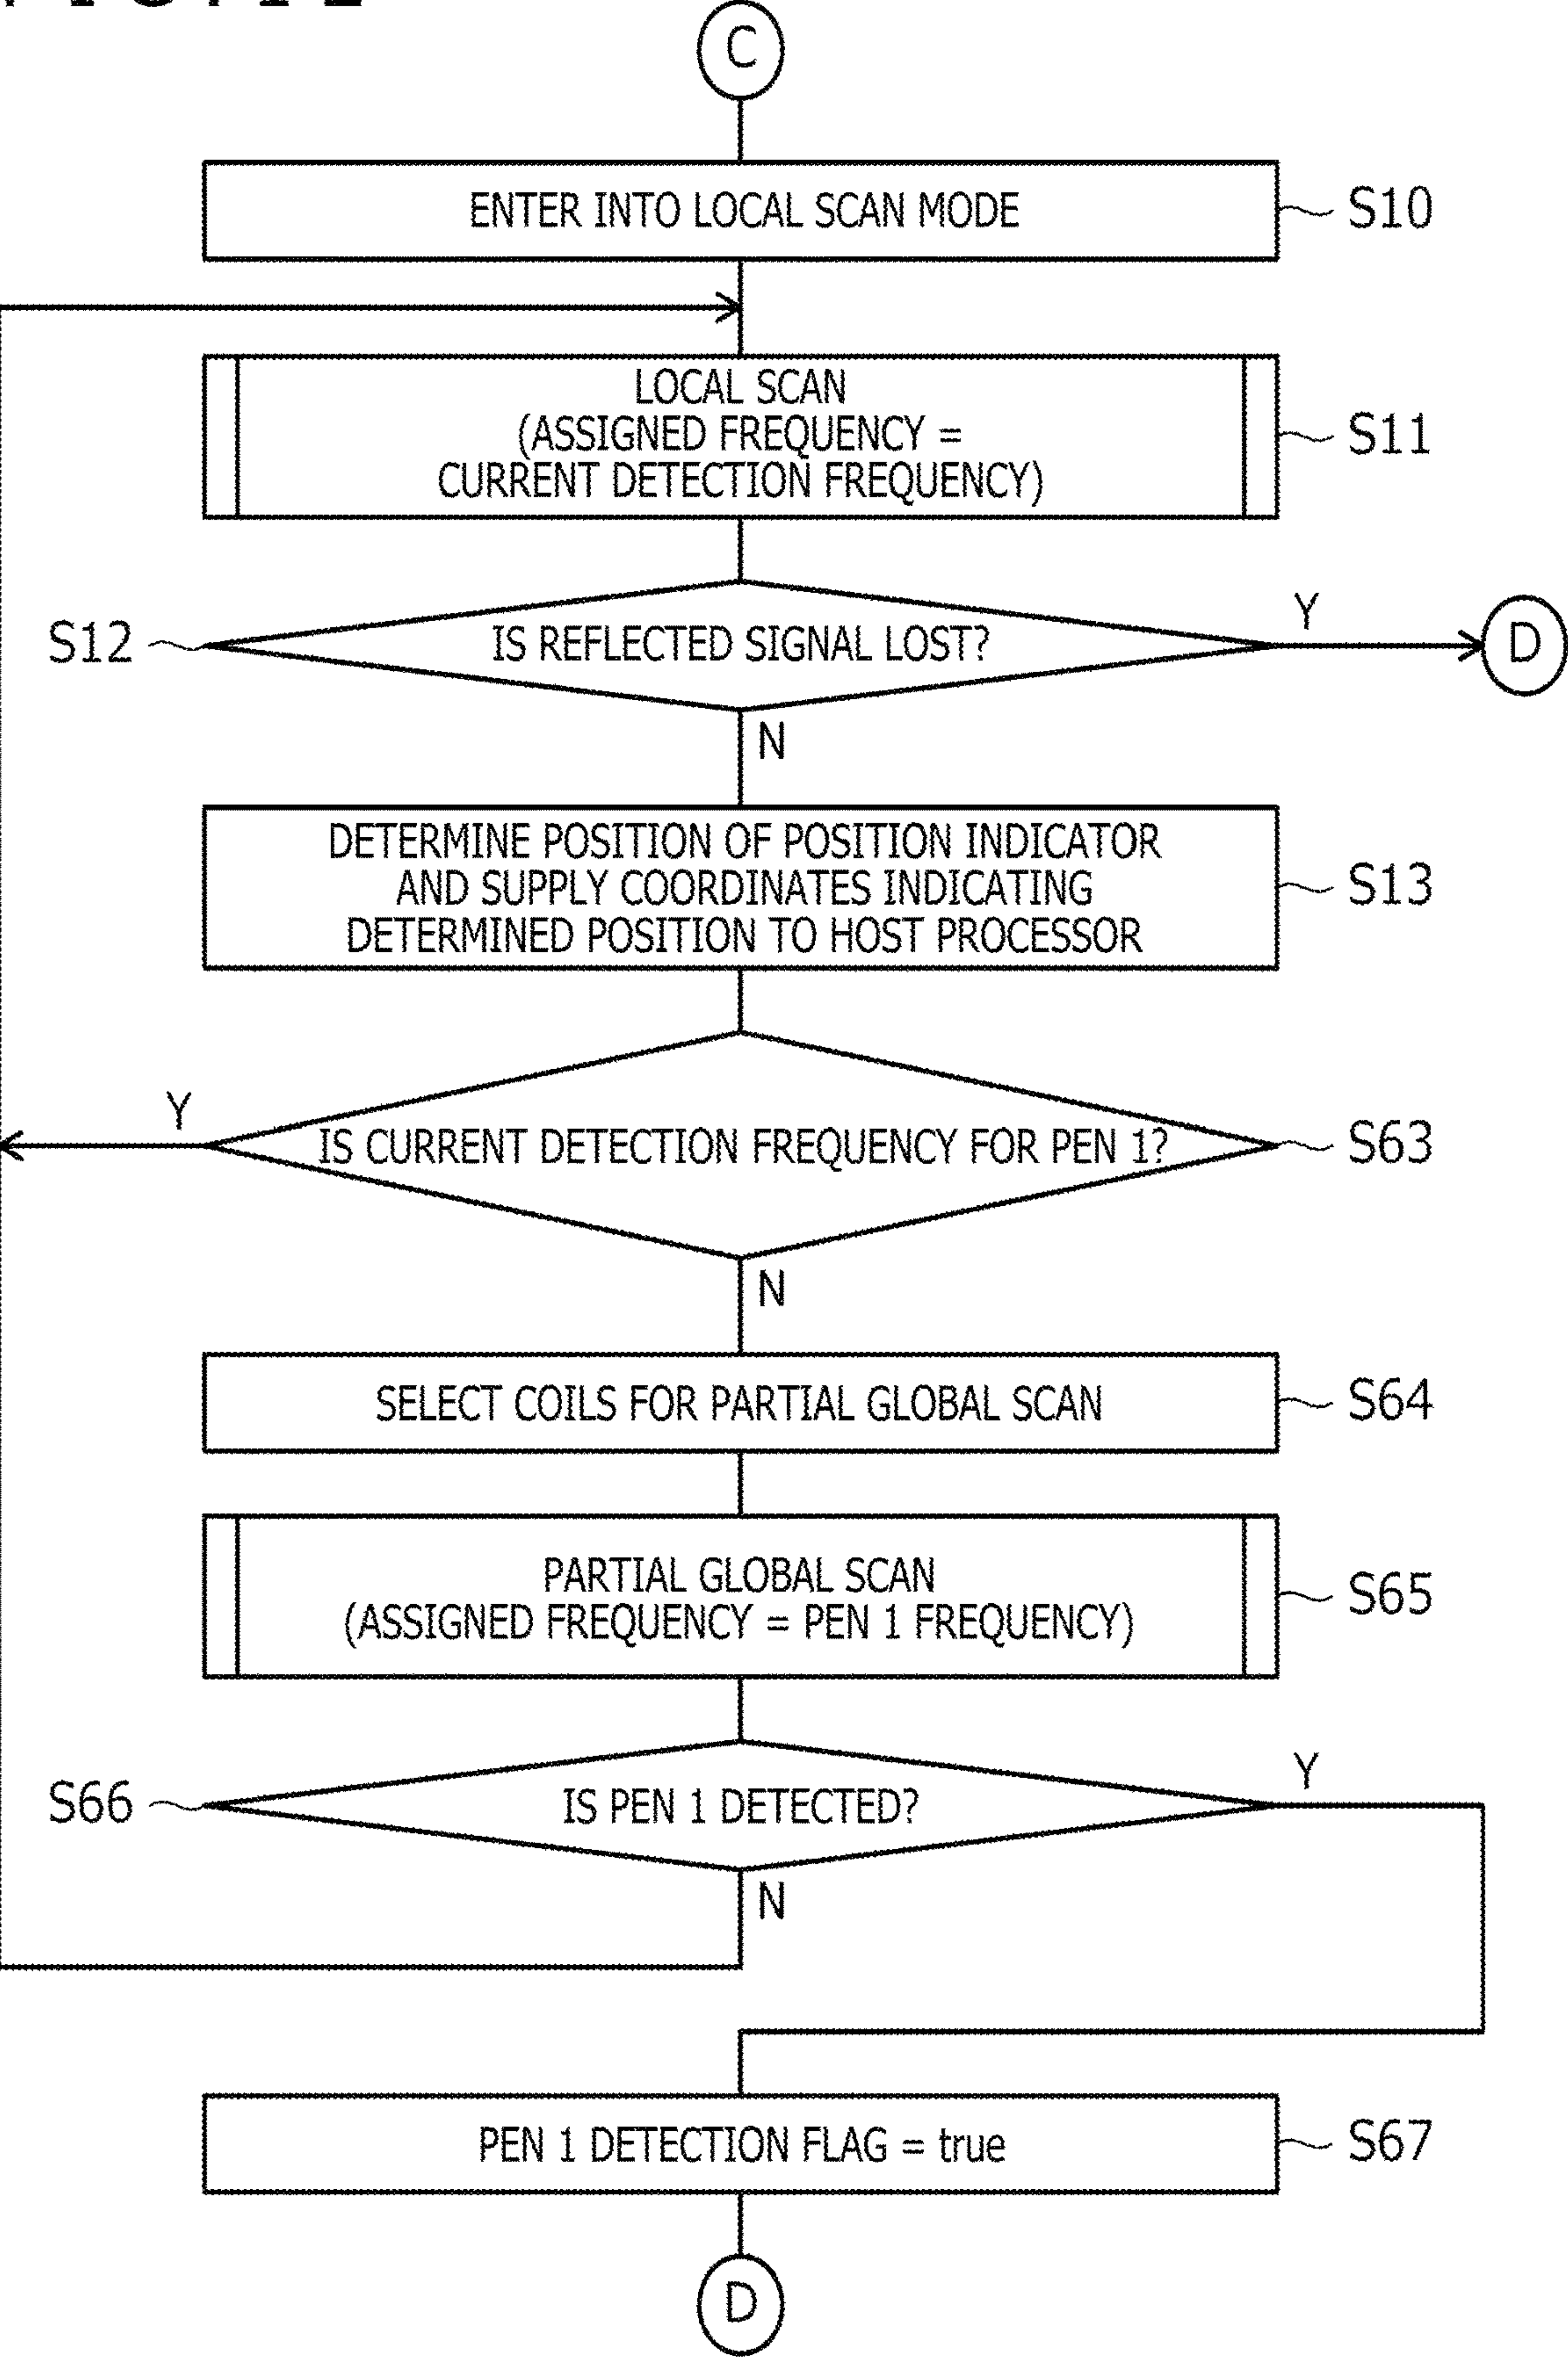 C
ENTER INTO LOCAL SCAN MODE
S10
LOCAL SCAN
(ASSIGNED FREQUENCY =
CURRENT DETECTION FREQUENCY)
S11
S12
IS REFLECTED SIGNAL LOST?
Y
D
N
DETERMINE POSITION OF POSITION INDICATOR
AND SUPPLY COORDINATES INDICATING
DETERMINED POSITION TO HOST PROCESSOR
S13
Y
IS CURRENT DETECTION FREQUENCY FOR PEN 1?
S63
N
SELECT COILS FOR PARTIAL GLOBAL SCAN
S64
PARTIAL GLOBAL SCAN
(ASSIGNED FREQUENCY = PEN 1 FREQUENCY)
S65
S66
IS PEN 1 DETECTED?
Y
N
PEN 1 DETECTION FLAG = true
S67
D